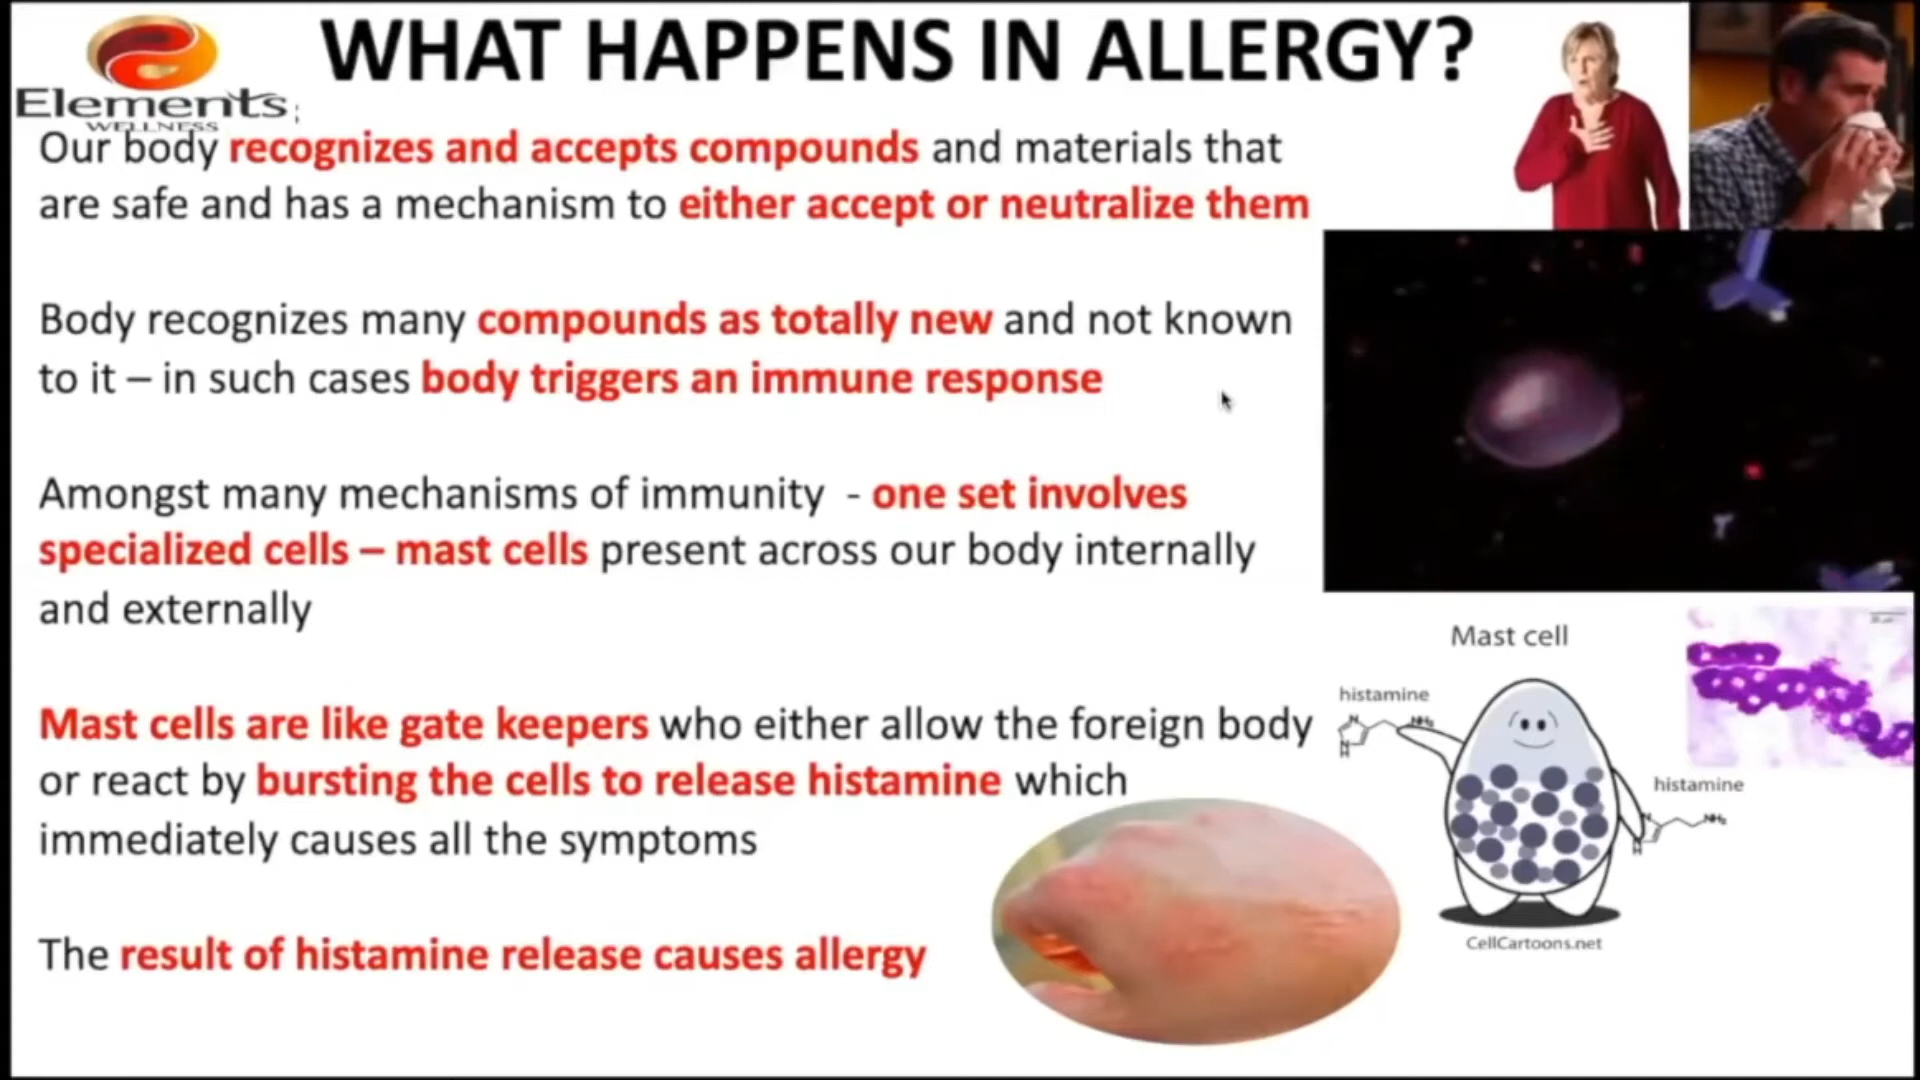 Elements
WELLNESS
WHAT HAPPENS IN ALLERGY?
Our body recognizes and accepts compounds and materials that
are safe and has a mechanism to either accept or neutralize them
Body recognizes many compounds as totally new and not known
to it – in such cases body triggers an immune response
Amongst many mechanisms of immunity - one set involves
specialized cells – mast cells present across our body internally
and externally
Mast cells are like gate keepers who either allow the foreign body
or react by bursting the cells to release histamine which
immediately causes all the symptoms
The result of histamine release causes allergy
Mast cell
histamine
N
NH₂
N
H
histamine
N
NH₂
N
H
CellCartoons.net